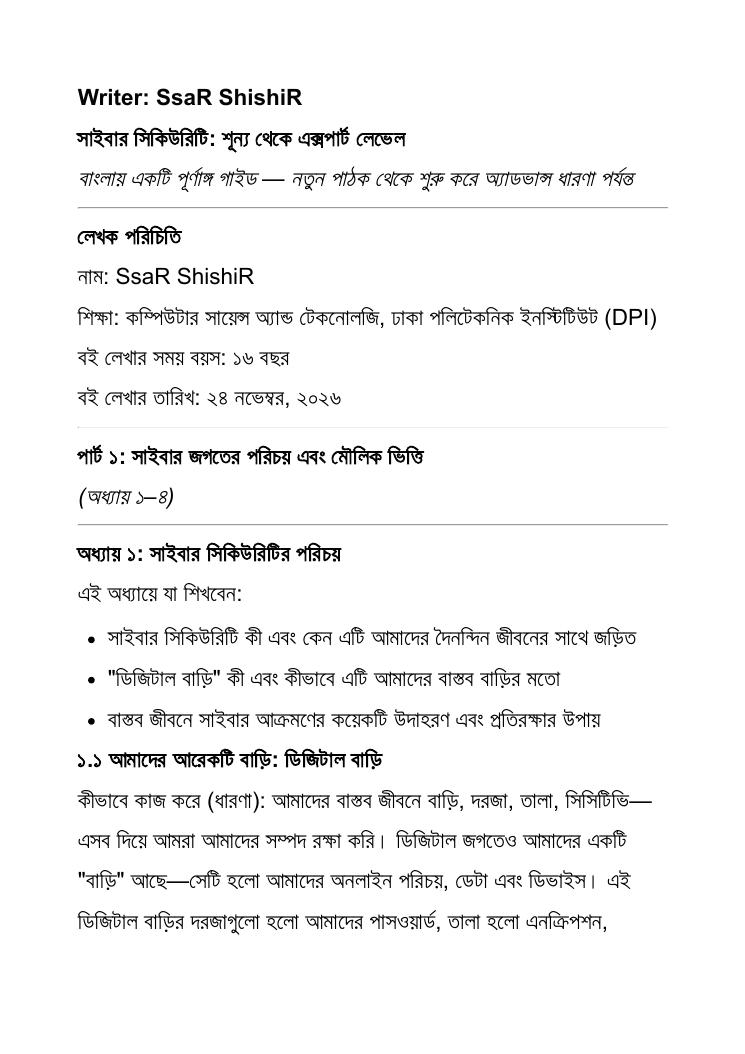 Writer: SsaR ShishiR
সাইবার সিকিউরিটি: শূন্য থেকে এক্সপার্ট লেভেল
বাংলায় একটি পূর্ণাঙ্গ গাইড — নতুন পাঠক থেকে শুরু করে অ্যাডভান্স ধারণা পর্যন্ত
লেখক পরিচিতি
নাম: SsaR ShishiR
শিক্ষা: কম্পিউটার সায়েন্স অ্যান্ড টেকনোলজি, ঢাকা পলিটেকনিক ইনস্টিটিউট (DPI)
বই লেখার সময় বয়স: ১৬ বছর
বই লেখার তারিখ: ২৪ নভেম্বর, ২০২৬
পার্ট ১: সাইবার জগতের পরিচয় এবং মৌলিক ভিত্তি
(অধ্যায় ১–৪)
অধ্যায় ১: সাইবার সিকিউরিটির পরিচয়
এই অধ্যায়ে যা শিখবেন:
• সাইবার সিকিউরিটি কী এবং কেন এটি আমাদের দৈনন্দিন জীবনের সাথে জড়িত
• "ডিজিটাল বাড়ি" কী এবং কীভাবে এটি আমাদের বাস্তব বাড়ির মতো
• বাস্তব জীবনে সাইবার আক্রমণের কয়েকটি উদাহরণ এবং প্রতিরক্ষার উপায়
১.১ আমাদের আরেকটি বাড়ি: ডিজিটাল বাড়ি
কীভাবে কাজ করে (ধারণা): আমাদের বাস্তব জীবনে বাড়ি, দরজা, তালা, সিসিটিভি—
এসব দিয়ে আমরা আমাদের সম্পদ রক্ষা করি। ডিজিটাল জগতেও আমাদের একটি
"বাড়ি" আছে—সেটি হলো আমাদের অনলাইন পরিচয়, ডেটা এবং ডিভাইস। এই
ডিজিটাল বাড়ির দরজাগুলো হলো আমাদের পাসওয়ার্ড, তালা হলো এনক্রিপশন,